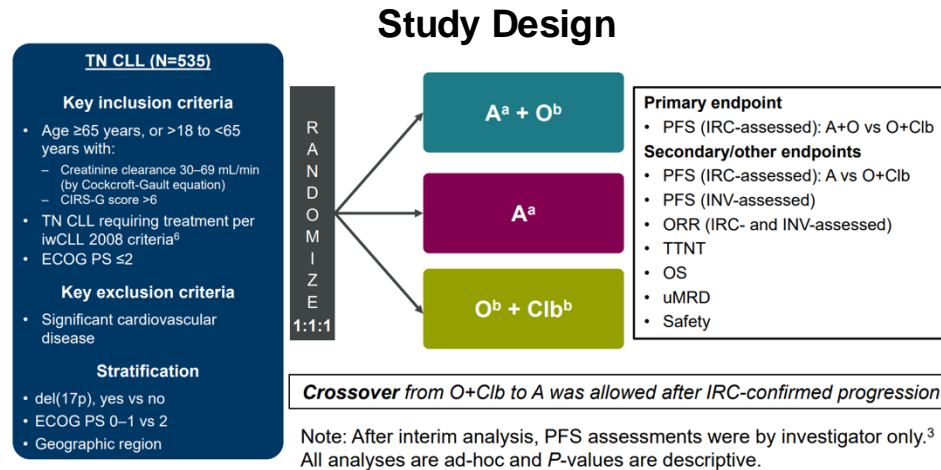 Study Design
TN CLL (N=535)
Key inclusion criteria
• Age ≥65 years, or >18 to <65
years with:
– Creatinine clearance 30–69 mL/min
(by Cockcroft-Gault equation)
– CIRS-G score >6
• TN CLL requiring treatment per
iwCLL 2008 criteria⁶
• ECOG PS ≤2
Key exclusion criteria
• Significant cardiovascular
disease
Stratification
• del(17p), yes vs no
• ECOG PS 0–1 vs 2
• Geographic region
R
A
N
D
O
M
I
Z
E
1:1:1
Aᵃ + Oᵇ
Aᵃ
Oᵇ + Clbᵇ
Primary endpoint
• PFS (IRC-assessed): A+O vs O+Clb
Secondary/other endpoints
• PFS (IRC-assessed): A vs O+Clb
• PFS (INV-assessed)
• ORR (IRC- and INV-assessed)
• TTNT
• OS
• uMRD
• Safety
Crossover from O+Clb to A was allowed after IRC-confirmed progression
Note: After interim analysis, PFS assessments were by investigator only.³
All analyses are ad-hoc and P-values are descriptive.